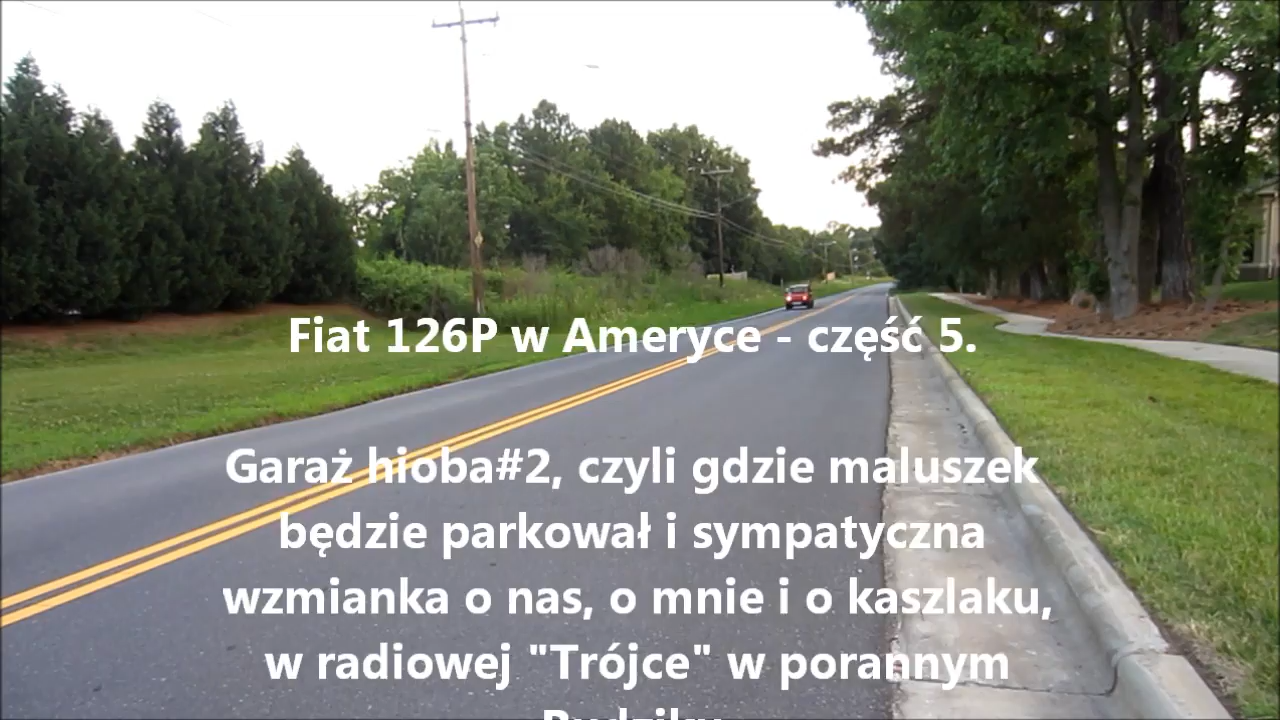 Fiat 126P w Ameryce - część 5.
Garaż hioba#2, czyli gdzie maluszek
będzie parkował i sympatyczna
wzmianka o nas, o mnie i o kaszlaku,
w radiowej "Trójce" w porannym